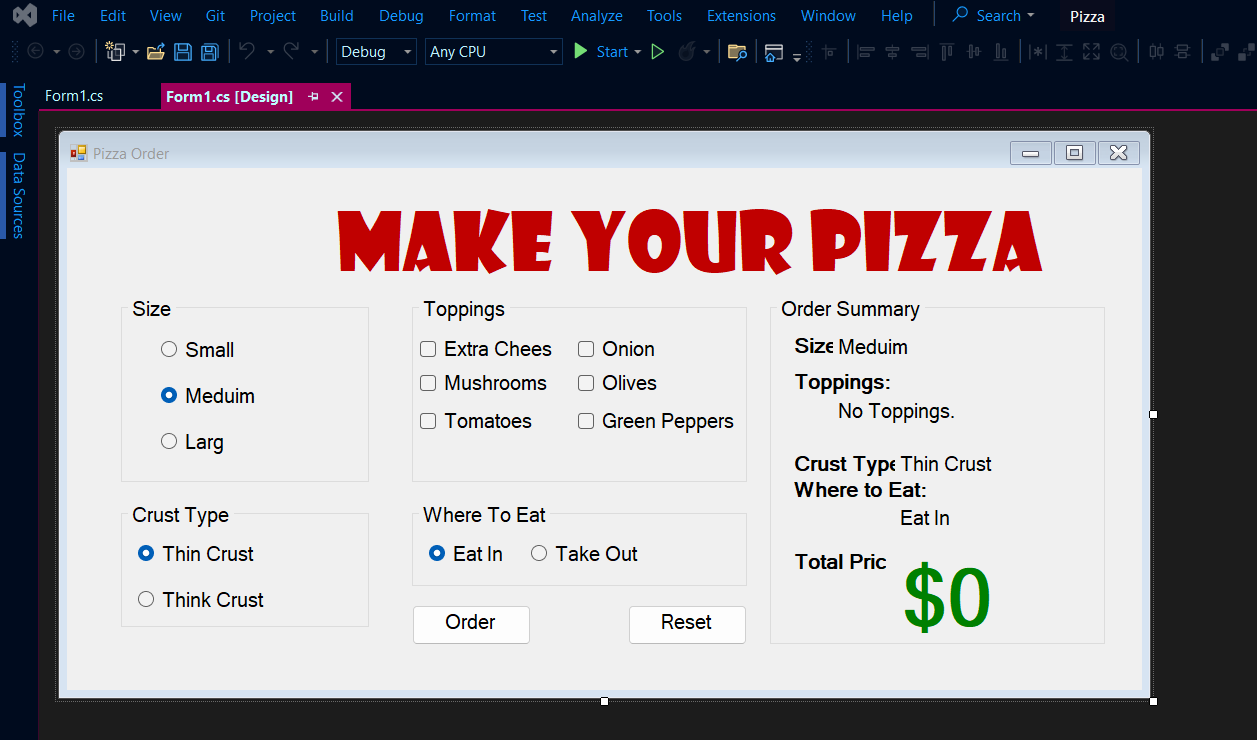 File Edit View Git Project Build Debug Format Test Analyze Tools Extensions Window Help Search Pizza
Debug Any CPU Start
Toolbox
Data Sources
Form1.cs Form1.cs [Design]
Pizza Order
MAKE YOUR PIZZA
Size
Small
Meduim
Larg
Toppings
Extra Chees Onion
Mushrooms Olives
Tomatoes Green Peppers
Crust Type
Thin Crust
Think Crust
Where To Eat
Eat In Take Out
Order Reset
Order Summary
Size Meduim
Toppings:
No Toppings.
Crust Type Thin Crust
Where to Eat:
Eat In
Total Pric
$0